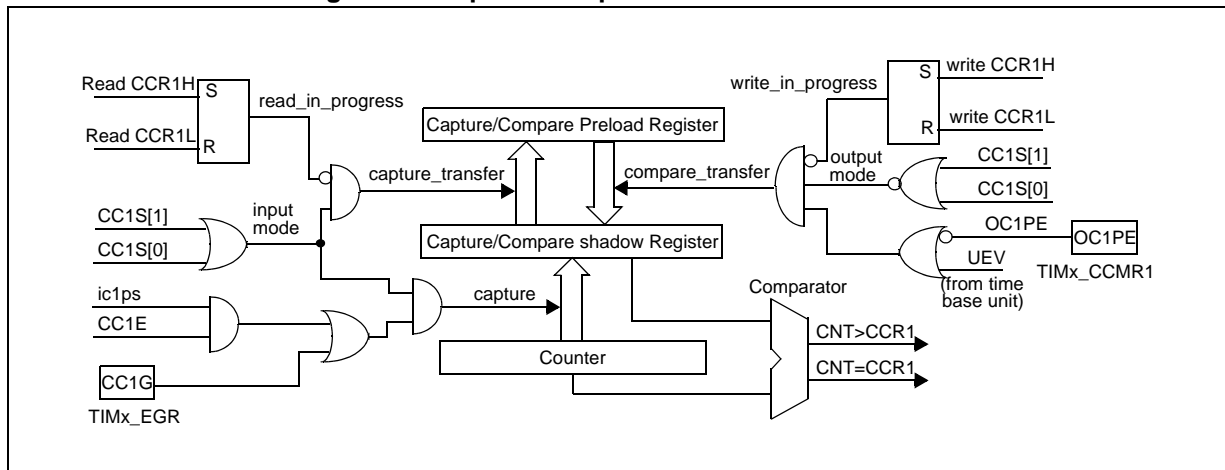 Read CCR1H
S
read_in_progress
Read CCR1L
R
Capture/Compare Preload Register
write_in_progress
S
write CCR1H
R
write CCR1L
capture_transfer
compare_transfer
output
mode
CC1S[1]
CC1S[0]
CC1S[1]
CC1S[0]
input
mode
Capture/Compare shadow Register
OC1PE
OC1PE
UEV
TIMx_CCMR1
(from time
base unit)
ic1ps
CC1E
capture
Comparator
Counter
CNT>CCR1
CNT=CCR1
CC1G
TIMx_EGR